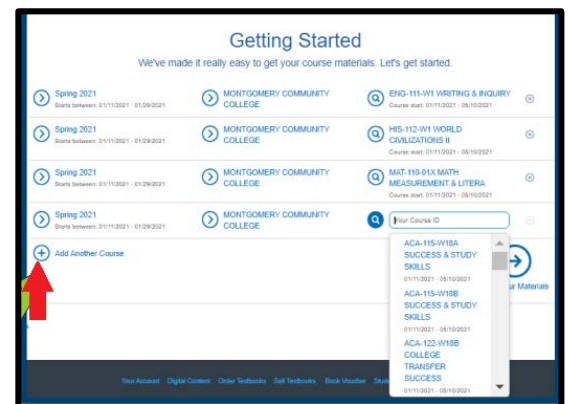 Getting Started
We've made it really easy to get your course materials. Let's get started.
Spring 2021
Starts between: 01/11/2021 - 01/29/2021
MONTGOMERY COMMUNITY
COLLEGE
ENG-111-W1 WRITING & INQUIRY
Course start: 01/11/2021 - 05/10/2021
Spring 2021
Starts between: 01/11/2021 - 01/29/2021
MONTGOMERY COMMUNITY
COLLEGE
HIS-112-W1 WORLD
CIVILIZATIONS II
Course start: 01/11/2021 - 05/10/2021
Spring 2021
Starts between: 01/11/2021 - 01/29/2021
MONTGOMERY COMMUNITY
COLLEGE
MAT-110-01X MATH
MEASUREMENT & LITERA
Course start: 01/11/2021 - 05/10/2021
Spring 2021
Starts between: 01/11/2021 - 01/29/2021
MONTGOMERY COMMUNITY
COLLEGE
Your Course ID
Add Another Course
ACA-115-W18A
SUCCESS & STUDY
SKILLS
01/11/2021 - 05/10/2021
ur Materials
ACA-115-W18B
SUCCESS & STUDY
SKILLS
01/11/2021 - 05/10/2021
ACA-122-W18B
COLLEGE
TRANSFER
SUCCESS
01/11/2021 - 05/10/2021
Your Account Digital Content Order Textbooks Sell Textbooks Book Voucher